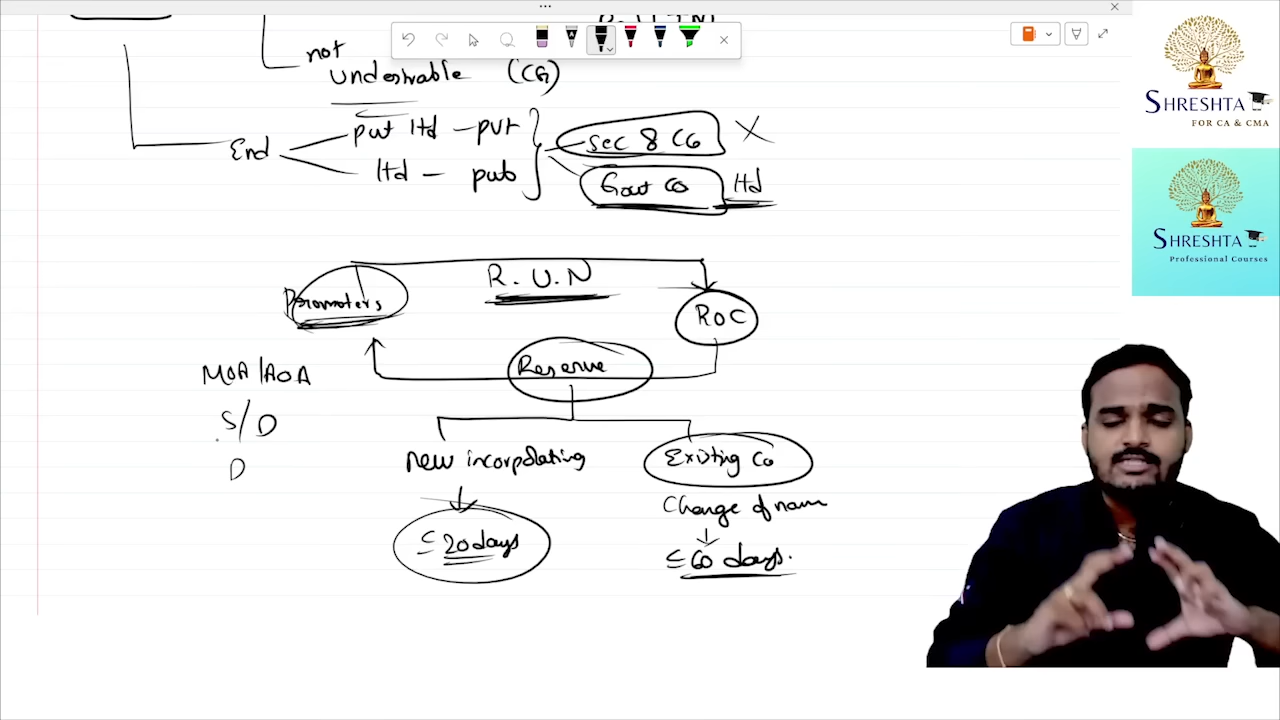 not
undesirable (CG)
End
pvt ltd - pvt
ltd - pub
Sec 8 Co X
Govt Co ltd
R. U. N
Promoters
ROC
Reserve
MOA/AOA
S/D
D
new incorpolating
Existing Co
Change of name
≤ 20 days
≤ 60 days.
SHRESHTA
FOR CA & CMA
SHRESHTA
Professional Courses